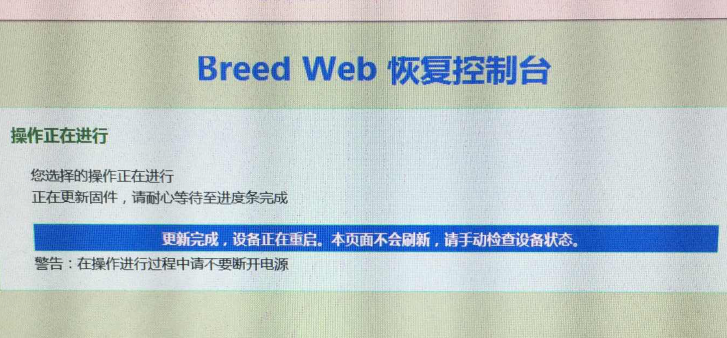 Breed Web 恢复控制台
操作正在进行
您选择的操作正在进行
正在更新固件，请耐心等待至进度条完成
更新完成，设备正在重启。本页面不会刷新，请手动检查设备状态。
警告：在操作进行过程中请不要断开电源